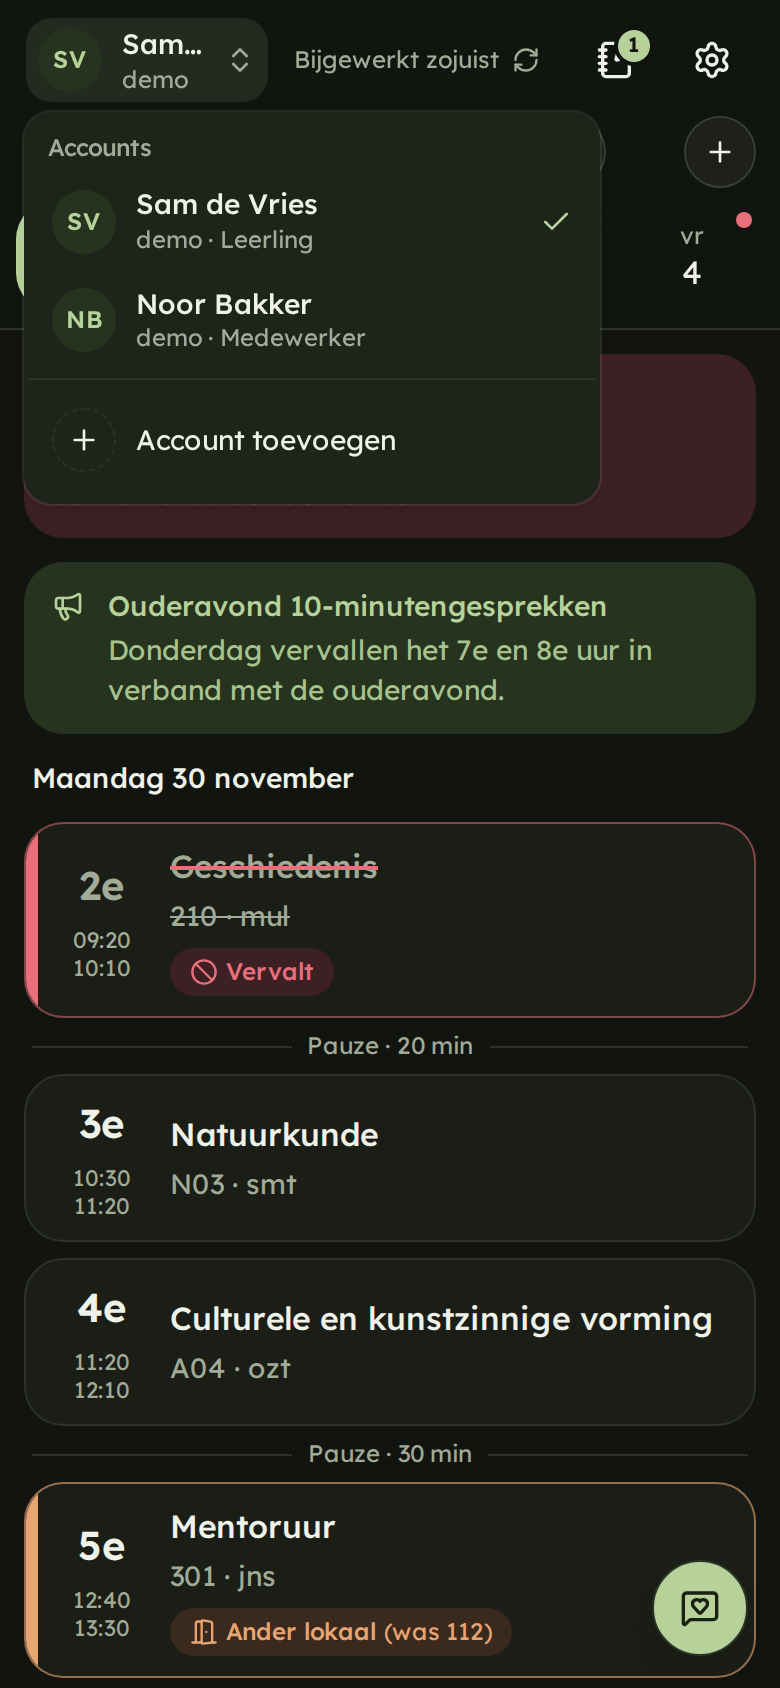 SV
Sam...
demo
Bijgewerkt zojuist
1
Accounts
SV
Sam de Vries
demo · Leerling
NB
Noor Bakker
demo · Medewerker
Account toevoegen
vr
4
Ouderavond 10-minutengesprekken
Donderdag vervallen het 7e en 8e uur in
verband met de ouderavond.
Maandag 30 november
2e
09:20
10:10
Geschiedenis
210 · mul
Vervalt
Pauze · 20 min
3e
10:30
11:20
Natuurkunde
N03 · smt
4e
11:20
12:10
Culturele en kunstzinnige vorming
A04 · ozt
Pauze · 30 min
5e
12:40
13:30
Mentoruur
301 · jns
Ander lokaal (was 112)